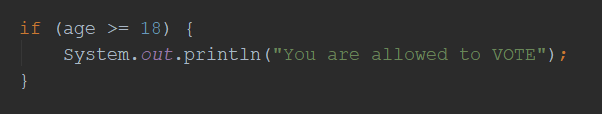 if (age >= 18) {
    System.out.println("You are allowed to VOTE");
}